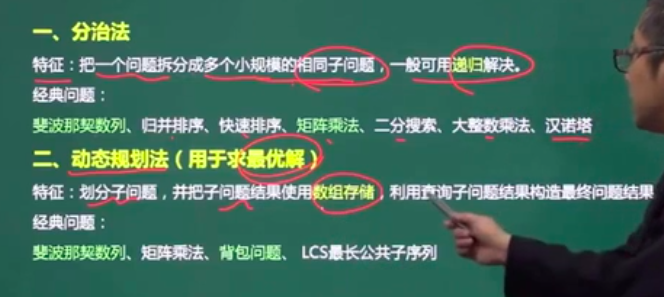 一、分治法
特征：把一个问题拆分成多个小规模的相同子问题，一般可用递归解决。
经典问题：
斐波那契数列、归并排序、快速排序、矩阵乘法、二分搜索、大整数乘法、汉诺塔
二、动态规划法（用于求最优解）
特征：划分子问题，并把子问题结果使用数组存储，利用查询子问题结果构造最终问题结果
经典问题：
斐波那契数列、矩阵乘法、背包问题、LCS最长公共子序列